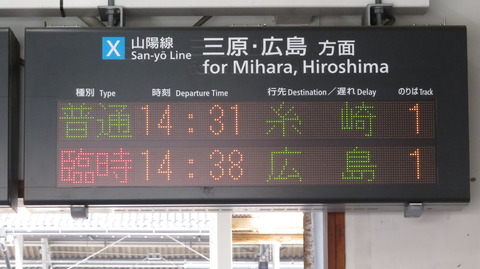 X 山陽線 San-yō Line 三原・広島 方面
for Mihara, Hiroshima
種別 Type 時刻 Departure Time 行先 Destination/遅れ Delay のりば Track
普通 14:31 糸崎 1
臨時 14:38 広島 1